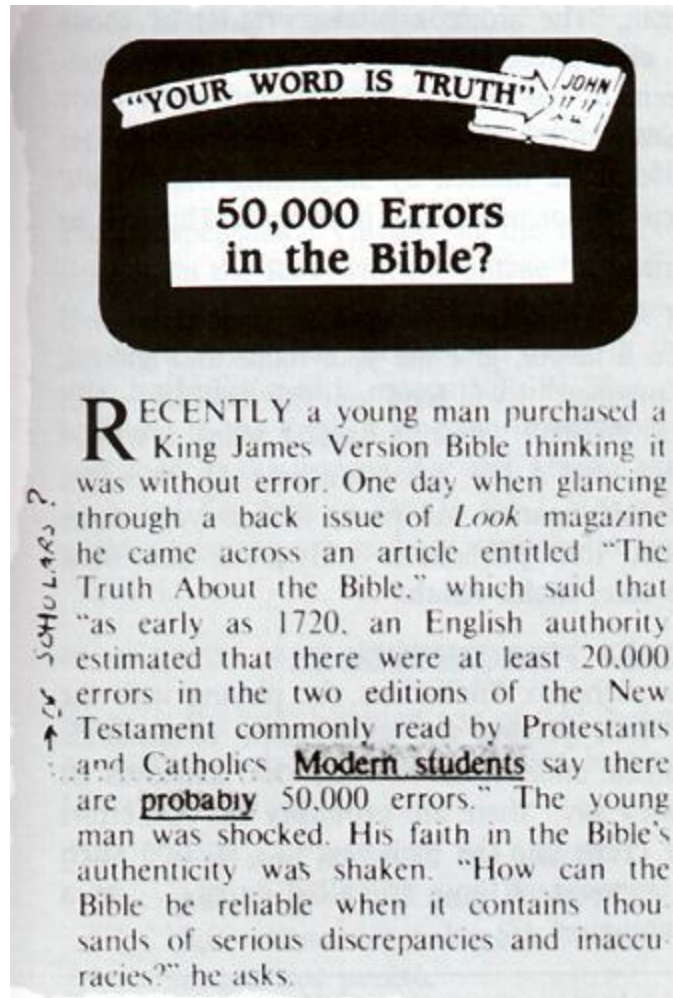 "YOUR WORD IS TRUTH"
JOHN
50,000 Errors
in the Bible?
RECENTLY a young man purchased a
King James Version Bible thinking it
was without error. One day when glancing
through a back issue of Look magazine
he came across an article entitled "The
Truth About the Bible," which said that
"as early as 1720, an English authority
estimated that there were at least 20,000
errors in the two editions of the New
Testament commonly read by Protestants
and Catholics. Modern students say there
are probably 50,000 errors." The young
man was shocked. His faith in the Bible's
authenticity was shaken. "How can the
Bible be reliable when it contains thou
sands of serious discrepancies and inaccu
racies?" he asks.
SCHOLARS?